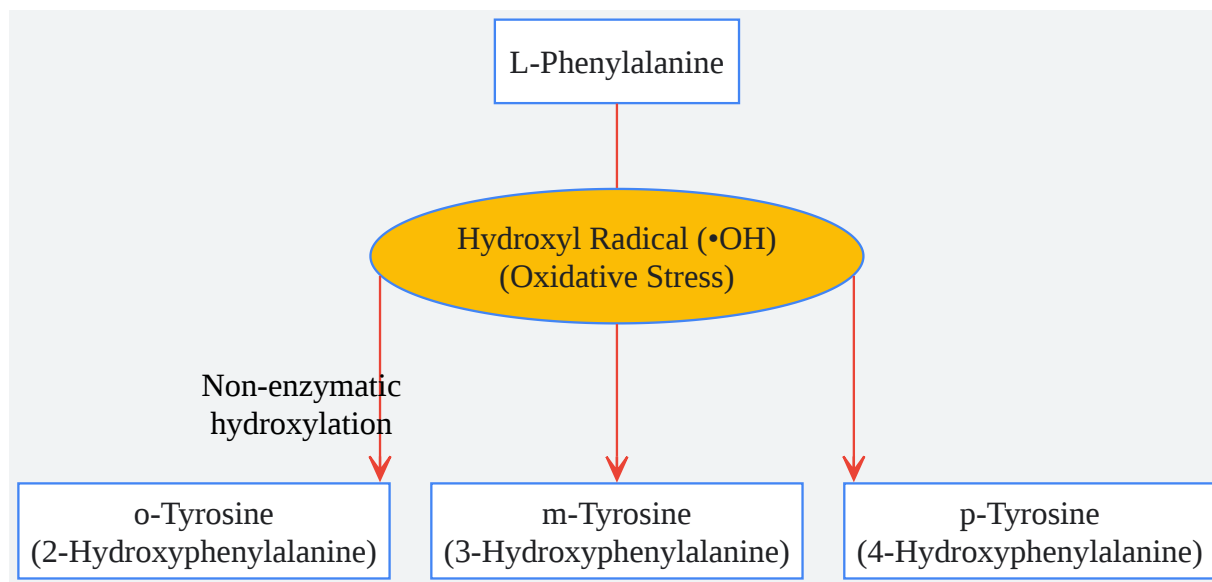 L-Phenylalanine
Hydroxyl Radical (•OH)
(Oxidative Stress)
Non-enzymatic
hydroxylation
o-Tyrosine
(2-Hydroxyphenylalanine)
m-Tyrosine
(3-Hydroxyphenylalanine)
p-Tyrosine
(4-Hydroxyphenylalanine)